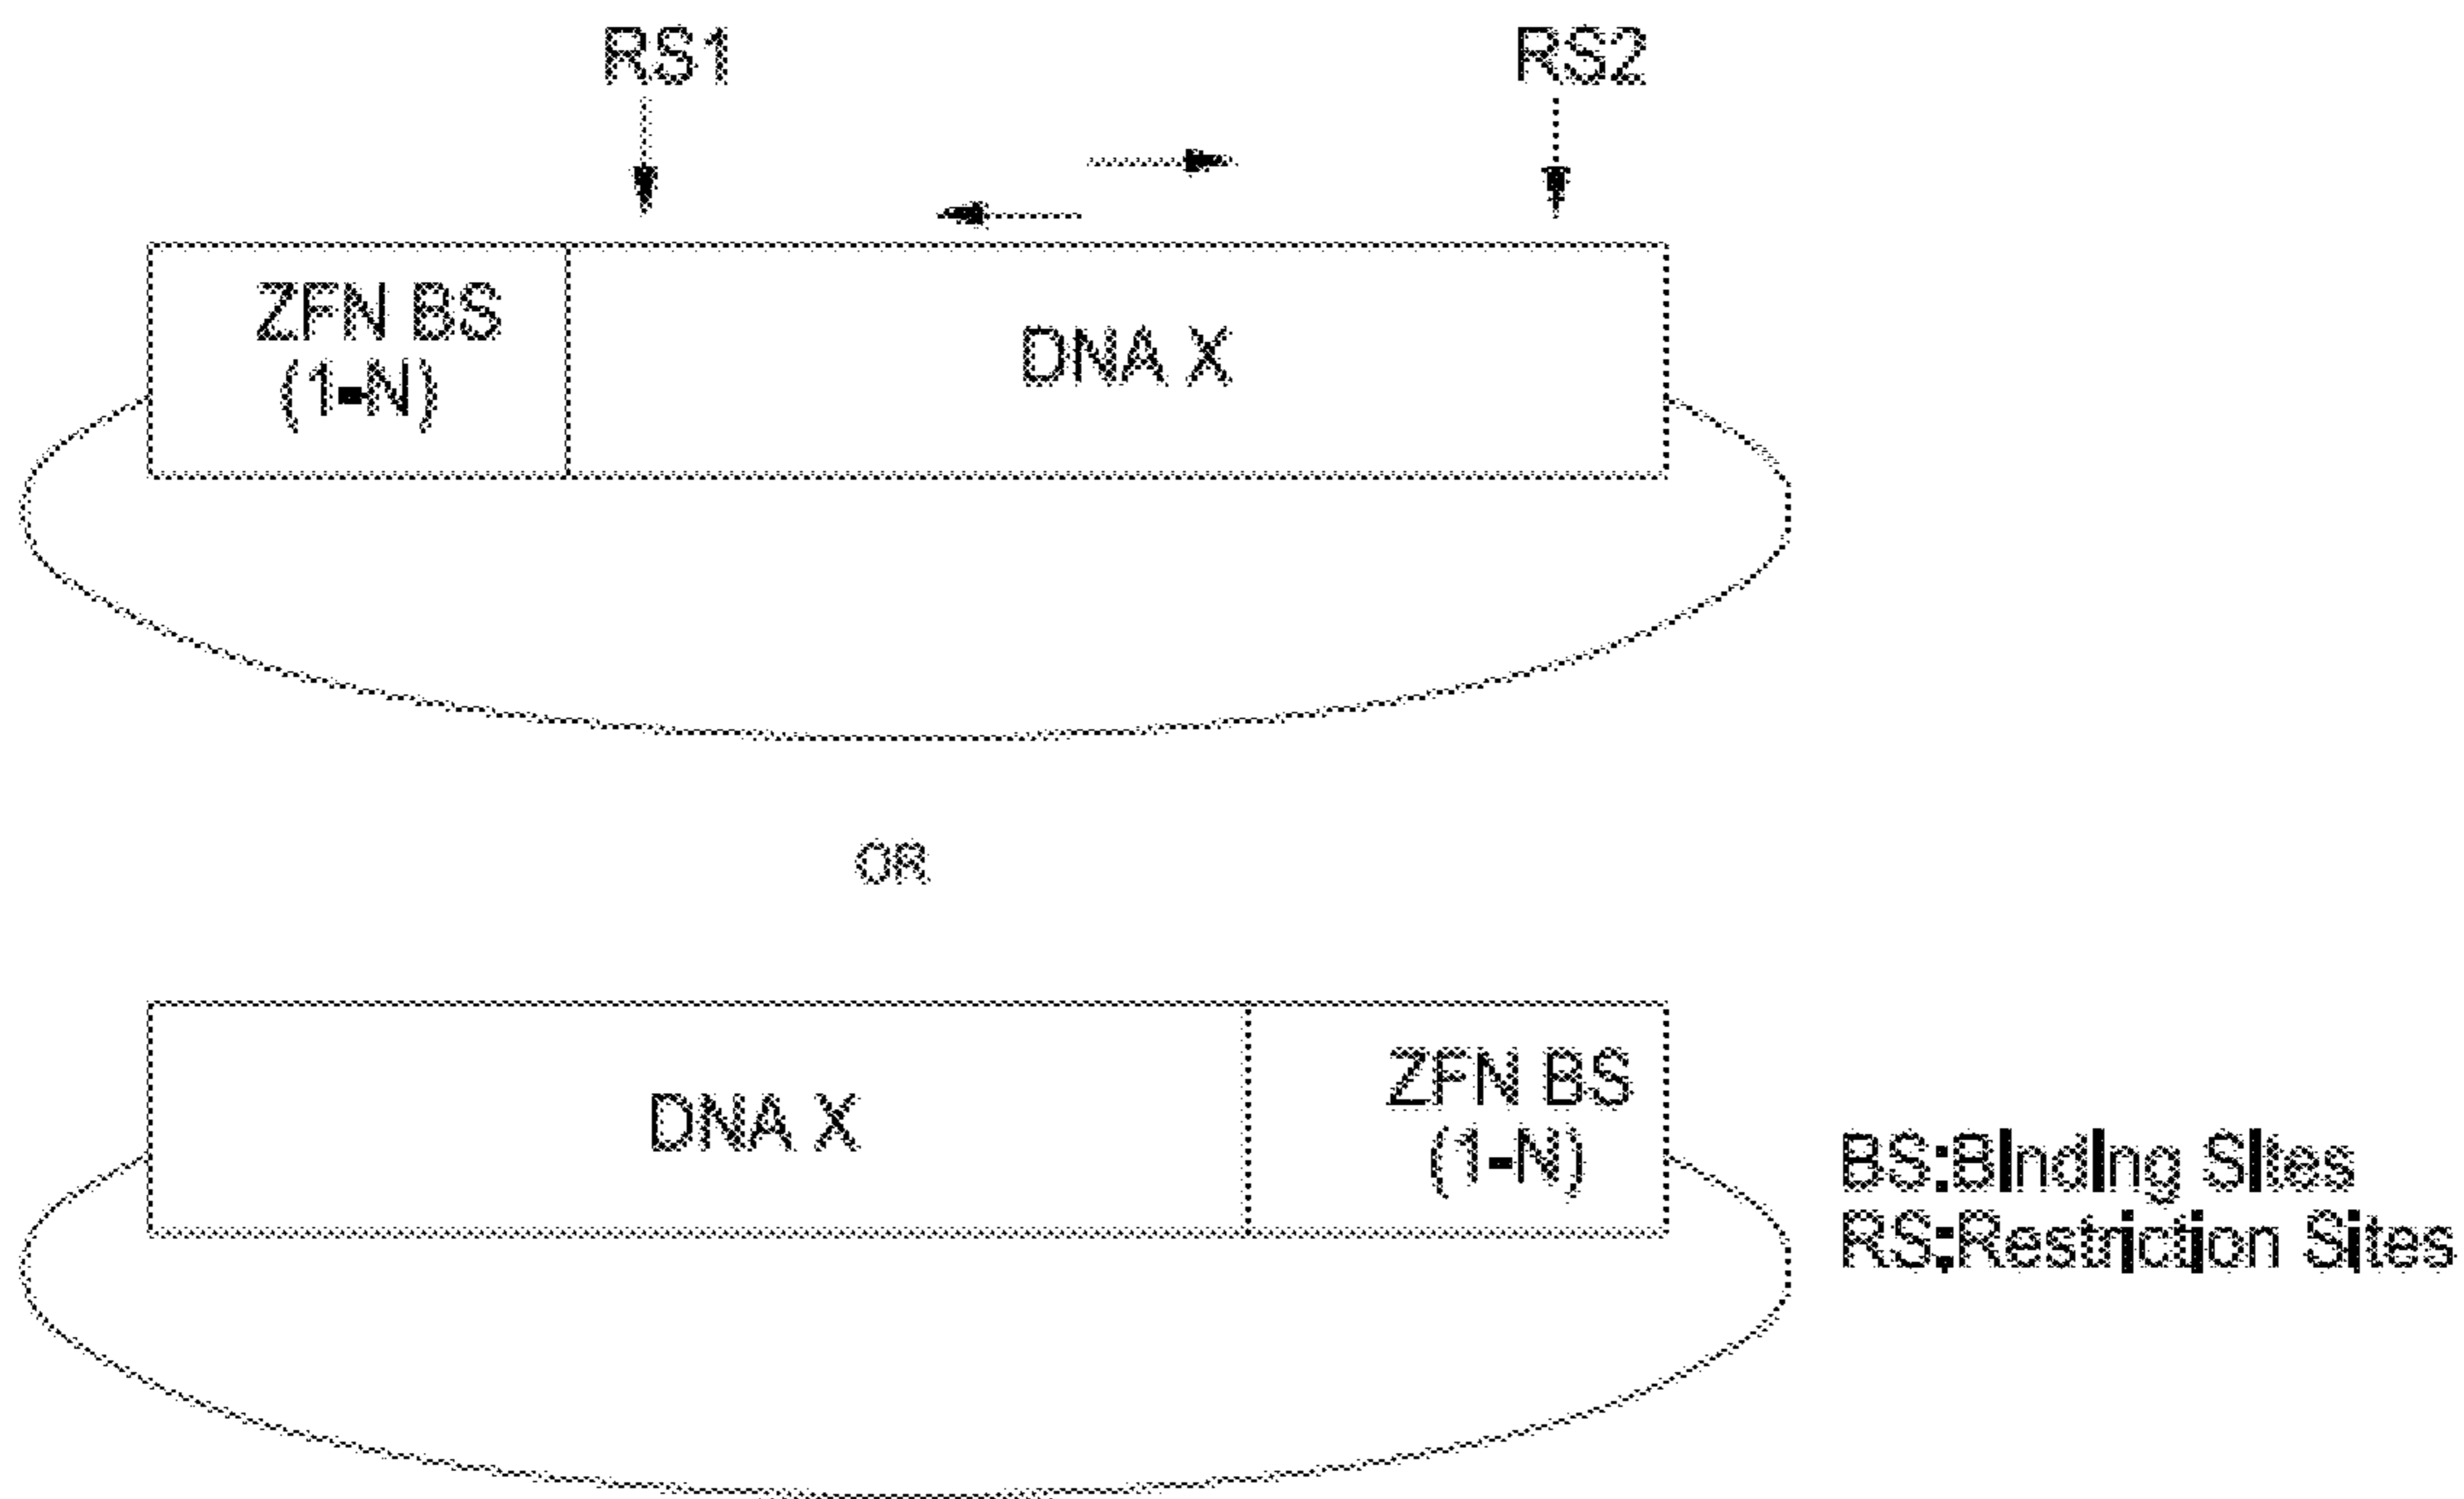 RS1
RS2
ZFN BS
(1-N)
DNA X
OR
DNA X
ZFN BS
(1-N)
BS:Binding Sites
RS:Restriction Sites